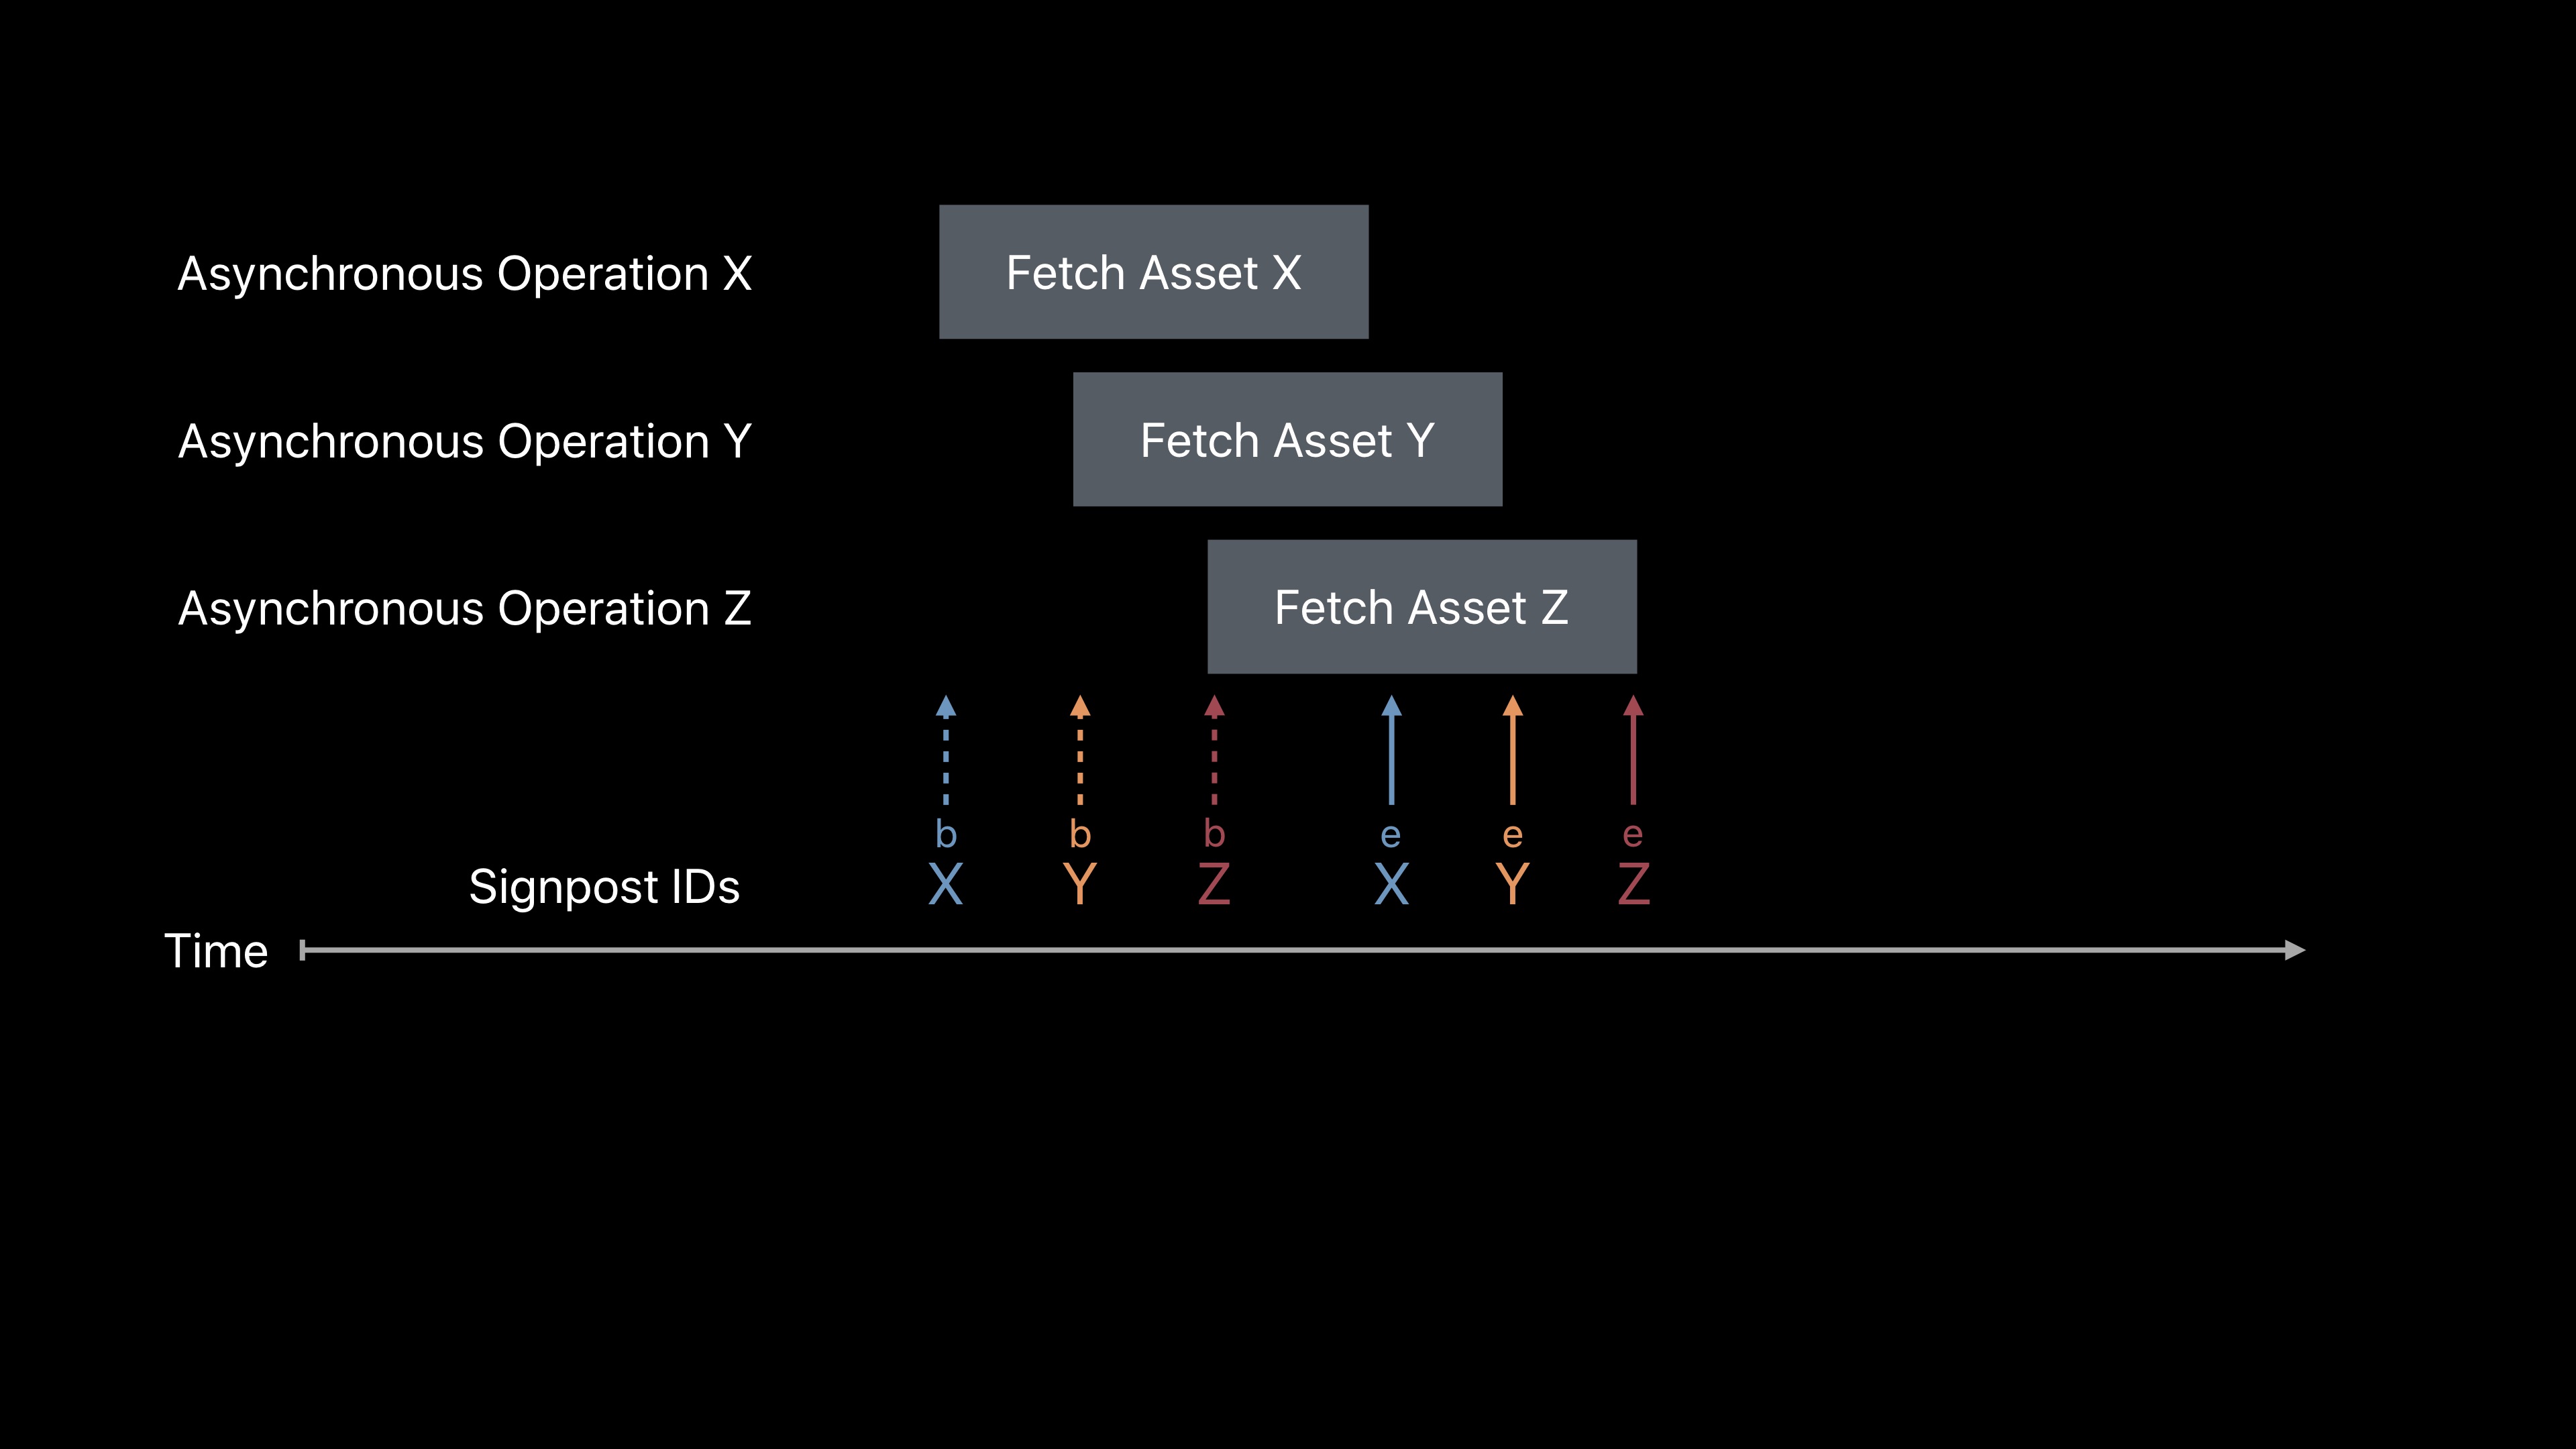 Asynchronous Operation X
Fetch Asset X
Asynchronous Operation Y
Fetch Asset Y
Asynchronous Operation Z
Fetch Asset Z
b b b e e e
Signpost IDs X Y Z X Y Z
Time